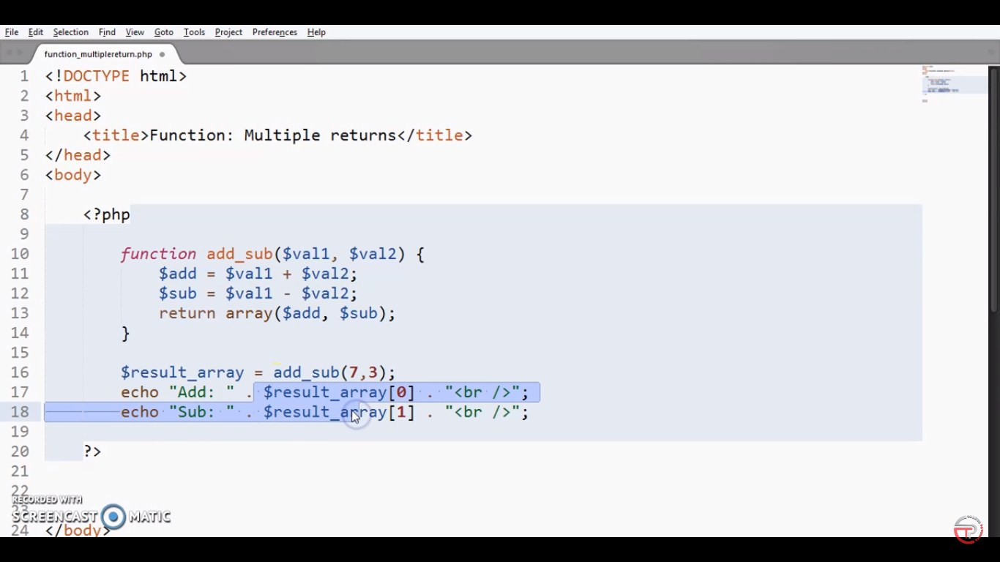 File Edit Selection Find View Goto Tools Project Preferences Help
function_multiplereturn.php
1 <!DOCTYPE html>
2 <html>
3 <head>
4 <title>Function: Multiple returns</title>
5 </head>
6 <body>
7
8 <?php
9
10 function add_sub($val1, $val2) {
11 $add = $val1 + $val2;
12 $sub = $val1 - $val2;
13 return array($add, $sub);
14 }
15
16 $result_array = add_sub(7,3);
17 echo "Add: " . $result_array[0] . "<br />";
18 echo "Sub: " . $result_array[1] . "<br />";
19
20 ?>
21
22
RECORDED WITH
23
SCREENCAST MATIC
24 </body>